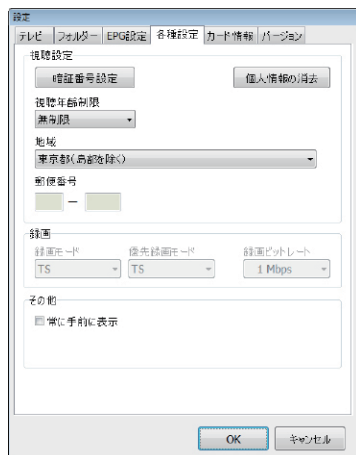 設定
テレビ フォルダー EPG設定 各種設定 カード情報 バージョン
視聴設定
暗証番号設定 個人情報の消去
視聴年齢制限
無制限
地域
東京都(島部を除く)
郵便番号
ー
録画
録画モード 優先録画モード 録画ビットレート
TS TS 1 Mbps
その他
常に手前に表示
OK キャンセル